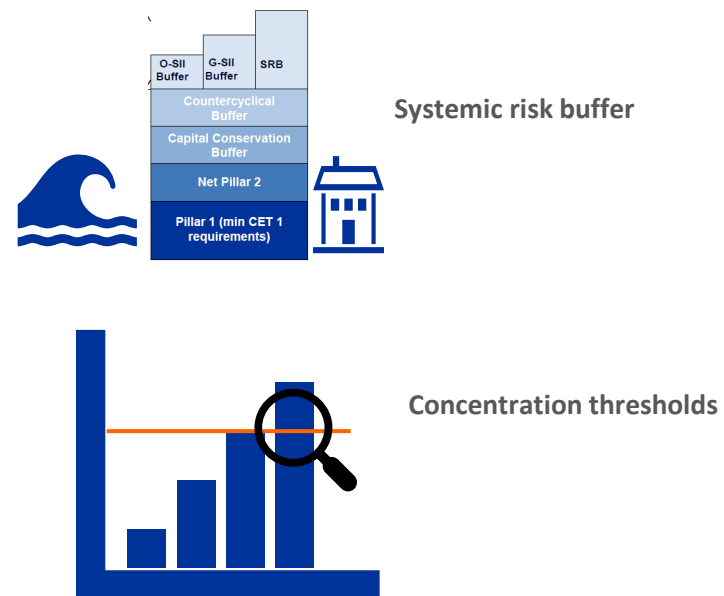 O-SII
Buffer
G-SII
Buffer
SRB
Countercyclical
Buffer
Capital Conservation
Buffer
Net Pillar 2
Pillar 1 (min CET 1
requirements)
Systemic risk buffer
Concentration thresholds